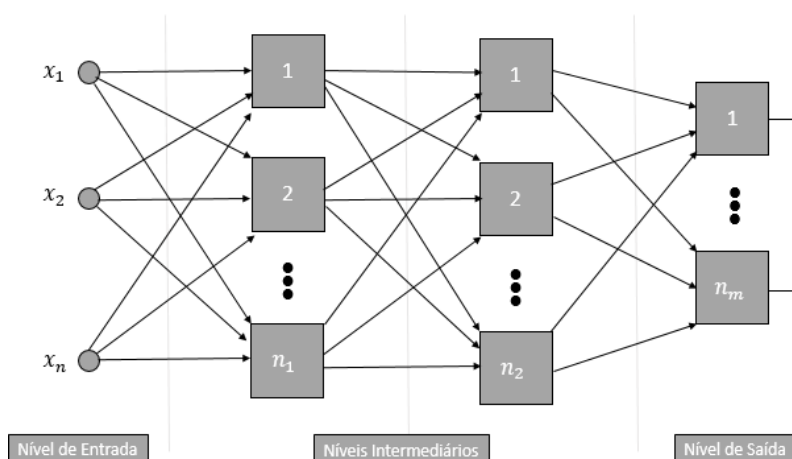 x₁
1
1
1
x₂
2
2
xₙ
n₁
n₂
nₘ
Nível de Entrada
Níveis Intermediários
Nível de Saída